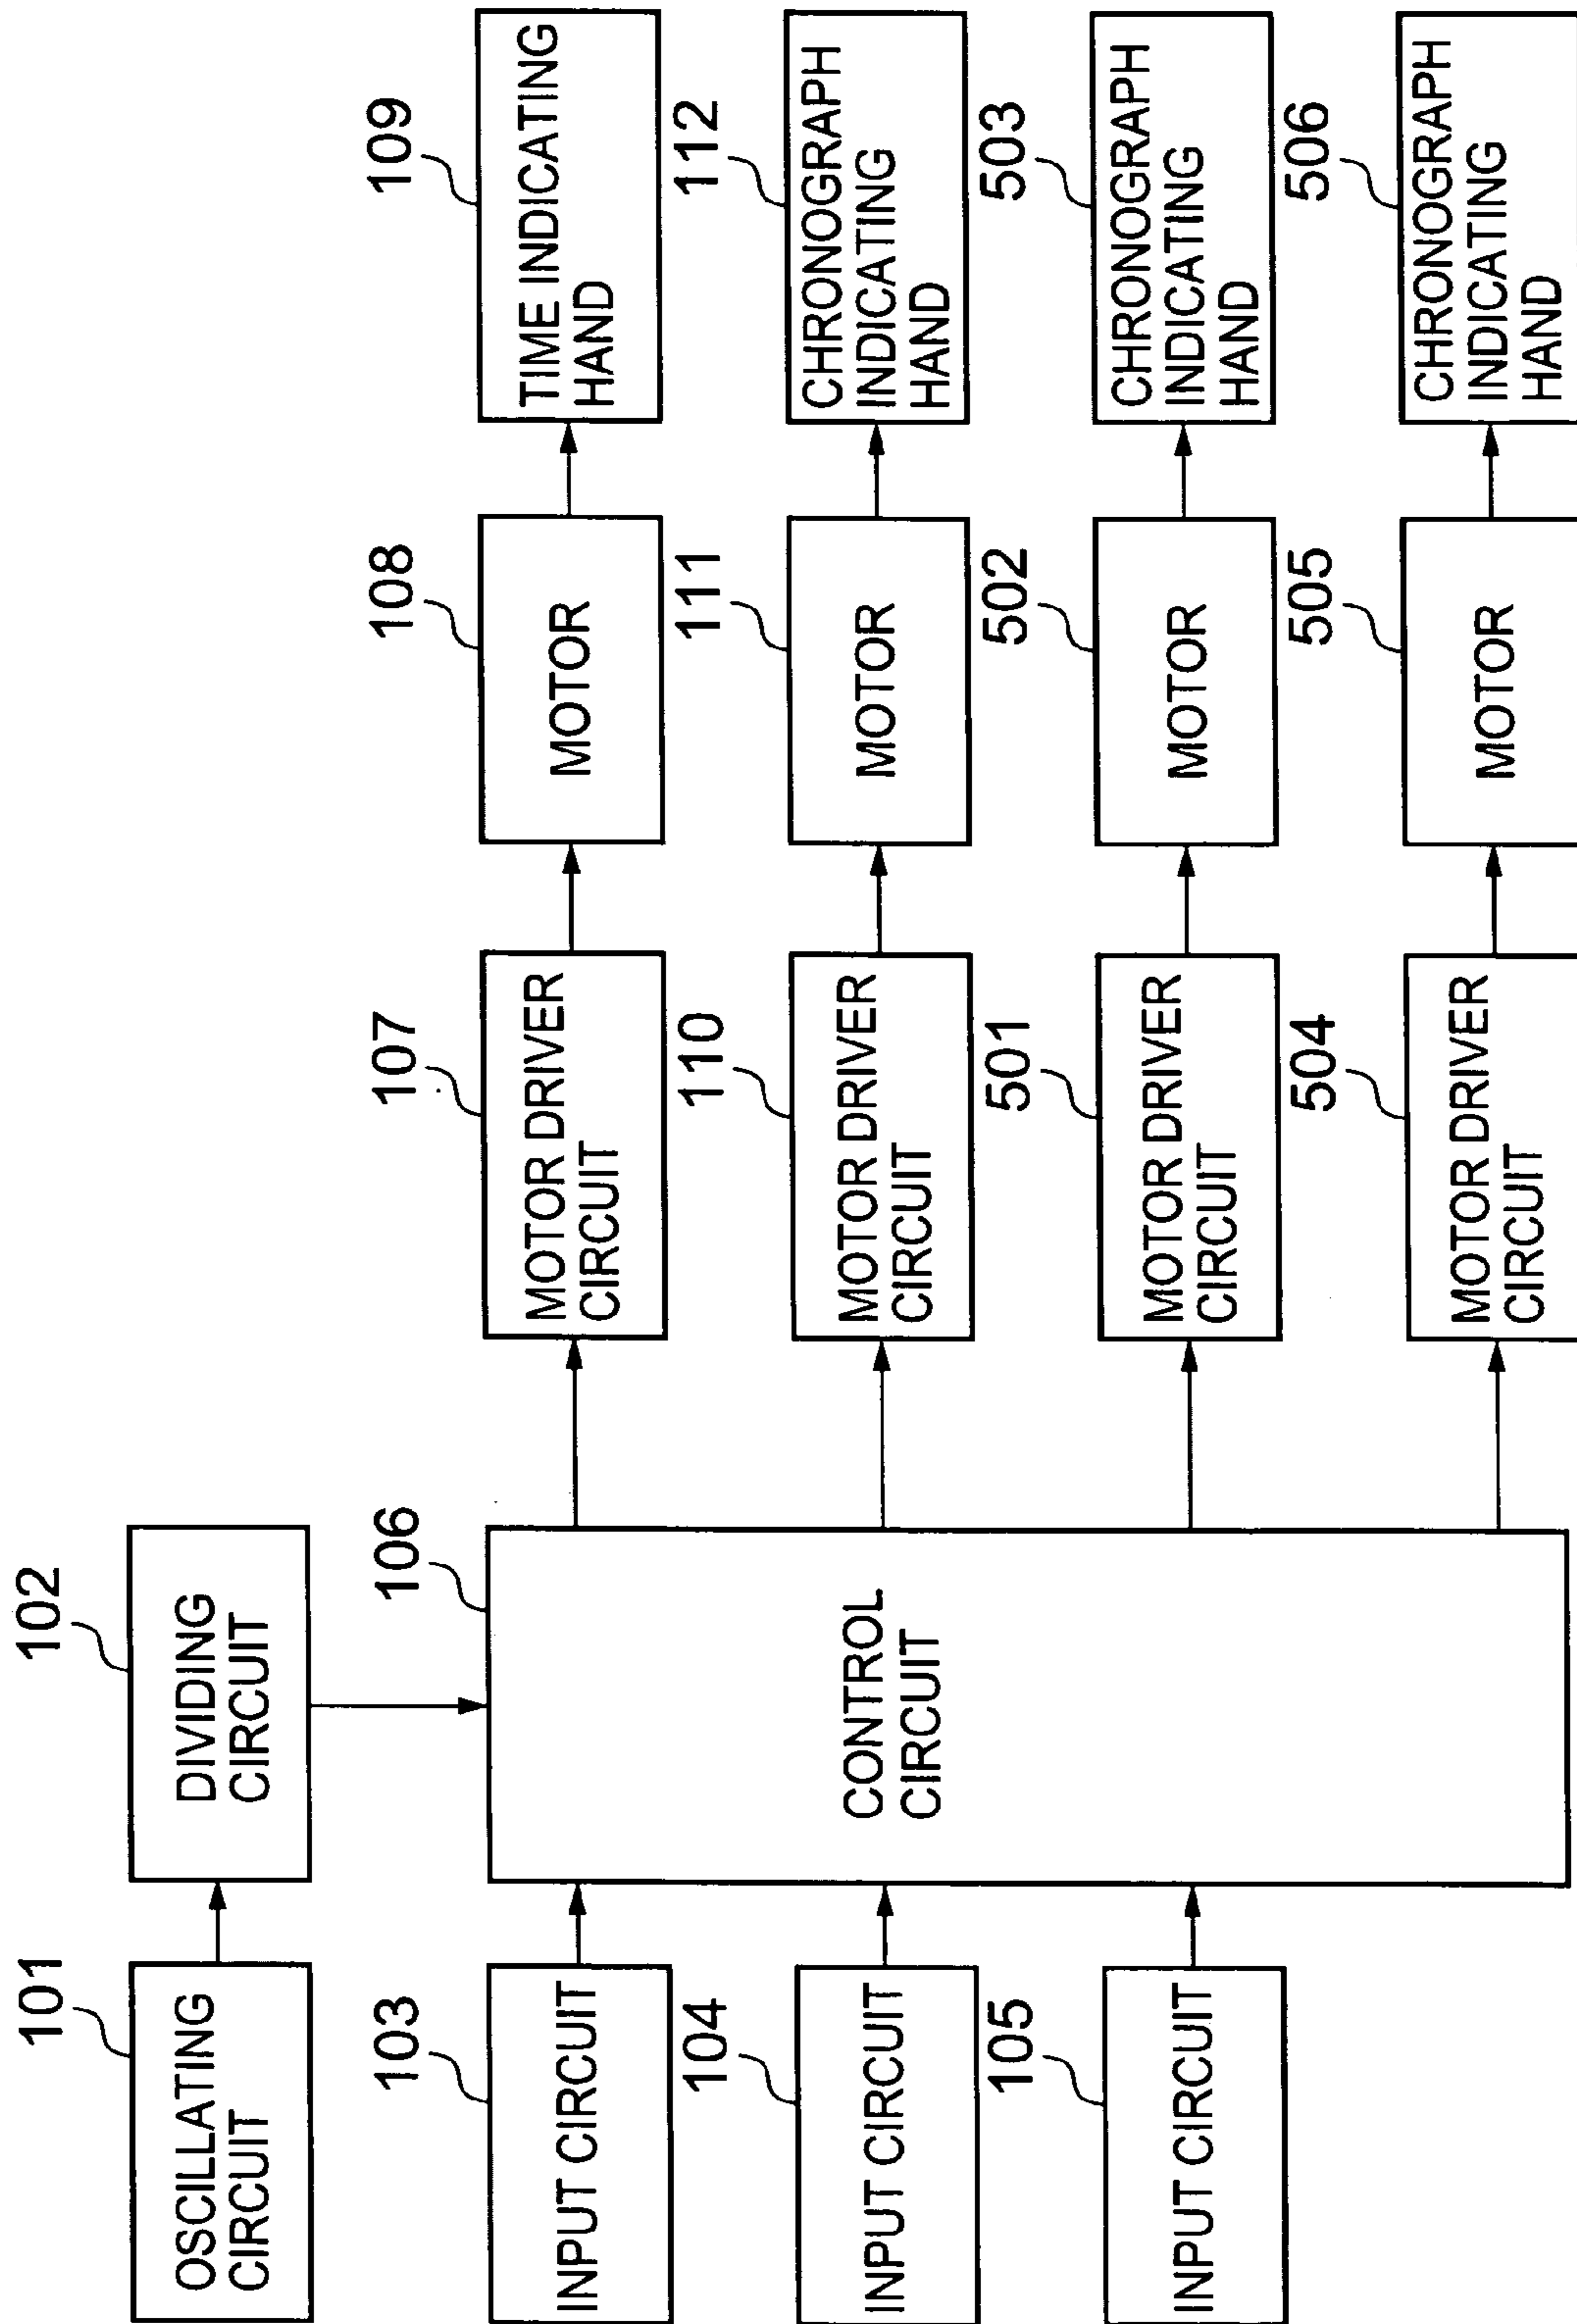 101
OSCILLATING
CIRCUIT
102
DIVIDING
CIRCUIT
103
INPUT CIRCUIT
104
INPUT CIRCUIT
105
INPUT CIRCUIT
106
CONTROL
CIRCUIT
107
MOTOR DRIVER
CIRCUIT
108
MOTOR
109
TIME INDICATING
HAND
110
MOTOR DRIVER
CIRCUIT
111
MOTOR
112
CHRONOGRAPH
INDICATING
HAND
501
MOTOR DRIVER
CIRCUIT
502
MOTOR
503
CHRONOGRAPH
INDICATING
HAND
504
MOTOR DRIVER
CIRCUIT
505
MOTOR
506
CHRONOGRAPH
INDICATING
HAND